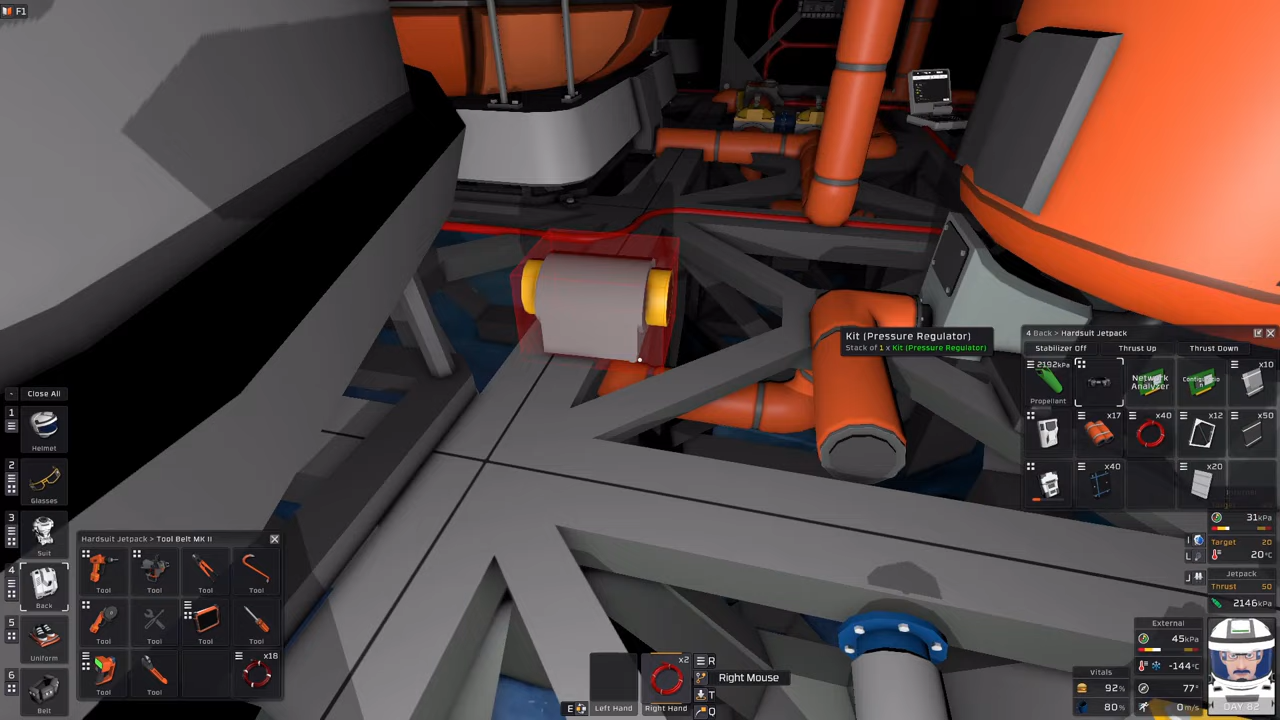 F1
Kit (Pressure Regulator)
Stack of 1 x Kit (Pressure Regulator)
4 Back > Hardsuit Jetpack
Stabilizer Off
Thrust Up
Thrust Down
2192kPa
Propellant
Network Analyzer
x10
x17
x40
x12
x50
x40
x20
- Close All
1
Helmet
2
Glasses
3
Suit
4
Back
5
Uniform
6
Belt
Hardsuit Jetpack > Tool Belt MK II
Tool
Tool
Tool
Tool
Tool
Tool
Tool
Tool
Tool
Tool
x18
E
Left Hand
x2
Right Hand
R
T
Q
Right Mouse
31kPa
Target 20
20°C
Jetpack
Thrust 50
2146kPa
External
45kPa
-144°C
77°
0m/s
Vitals
92%
80%
DAY 82